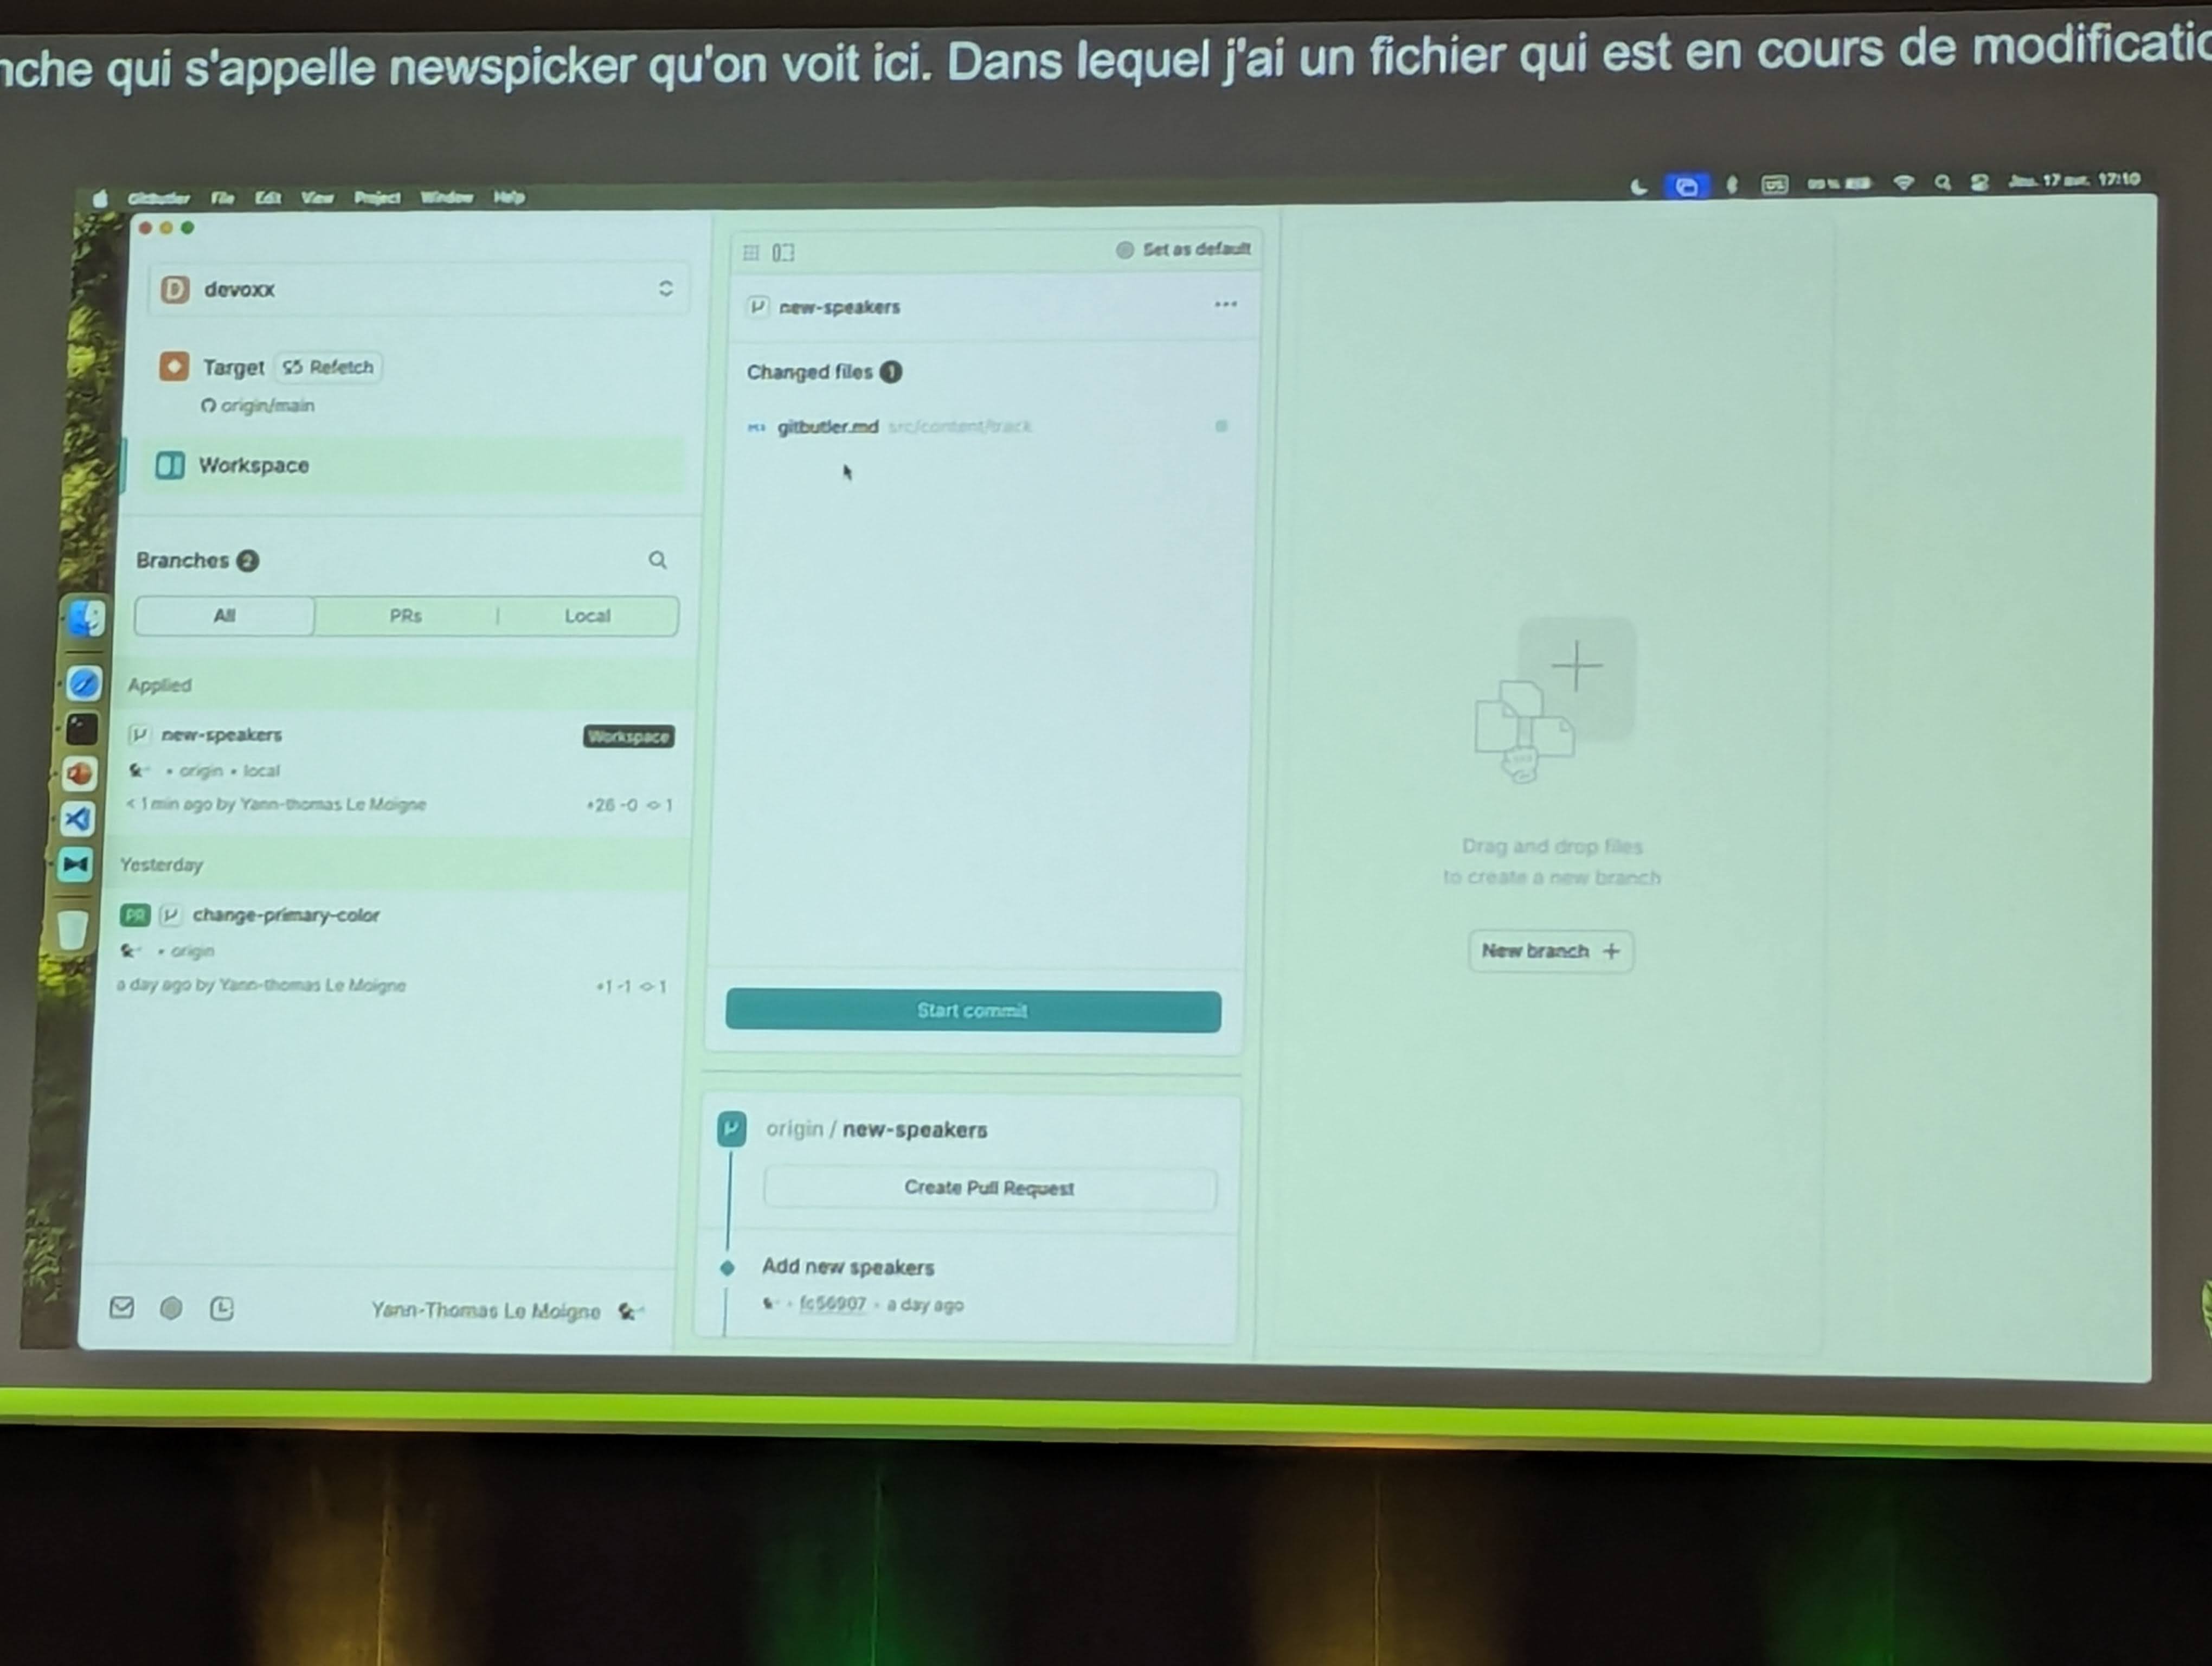 qui s'appelle newspicker qu'on voit ici. Dans lequel j'ai un fichier qui est en cours de
GitButler File Edit View Project Window Help
17 17:10
devoxx
Target Refetch
origin/main
Workspace
Branches 2
All PRs Local
Applied
new-speakers Workspace
• origin • local
< 1 min ago by Yann-thomas Le Moigne +26 -0 1
Yesterday
PR change-primary-color
• origin
a day ago by Yann-thomas Le Moigne +1 -1 1
Yann-Thomas Le Moigne
Set as default
new-speakers
Changed files 1
gitbutler.md src/content/track
Start commit
origin / new-speakers
Create Pull Request
Add new speakers
• a day ago
Drag and drop files
to create a new branch
New branch +